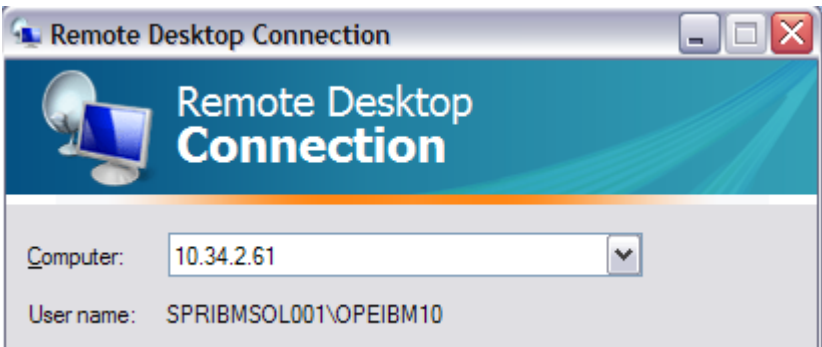 Remote Desktop Connection
Remote Desktop
Connection
Computer: 10.34.2.61
User name: SPRIBMSOL001\OPEIBM10